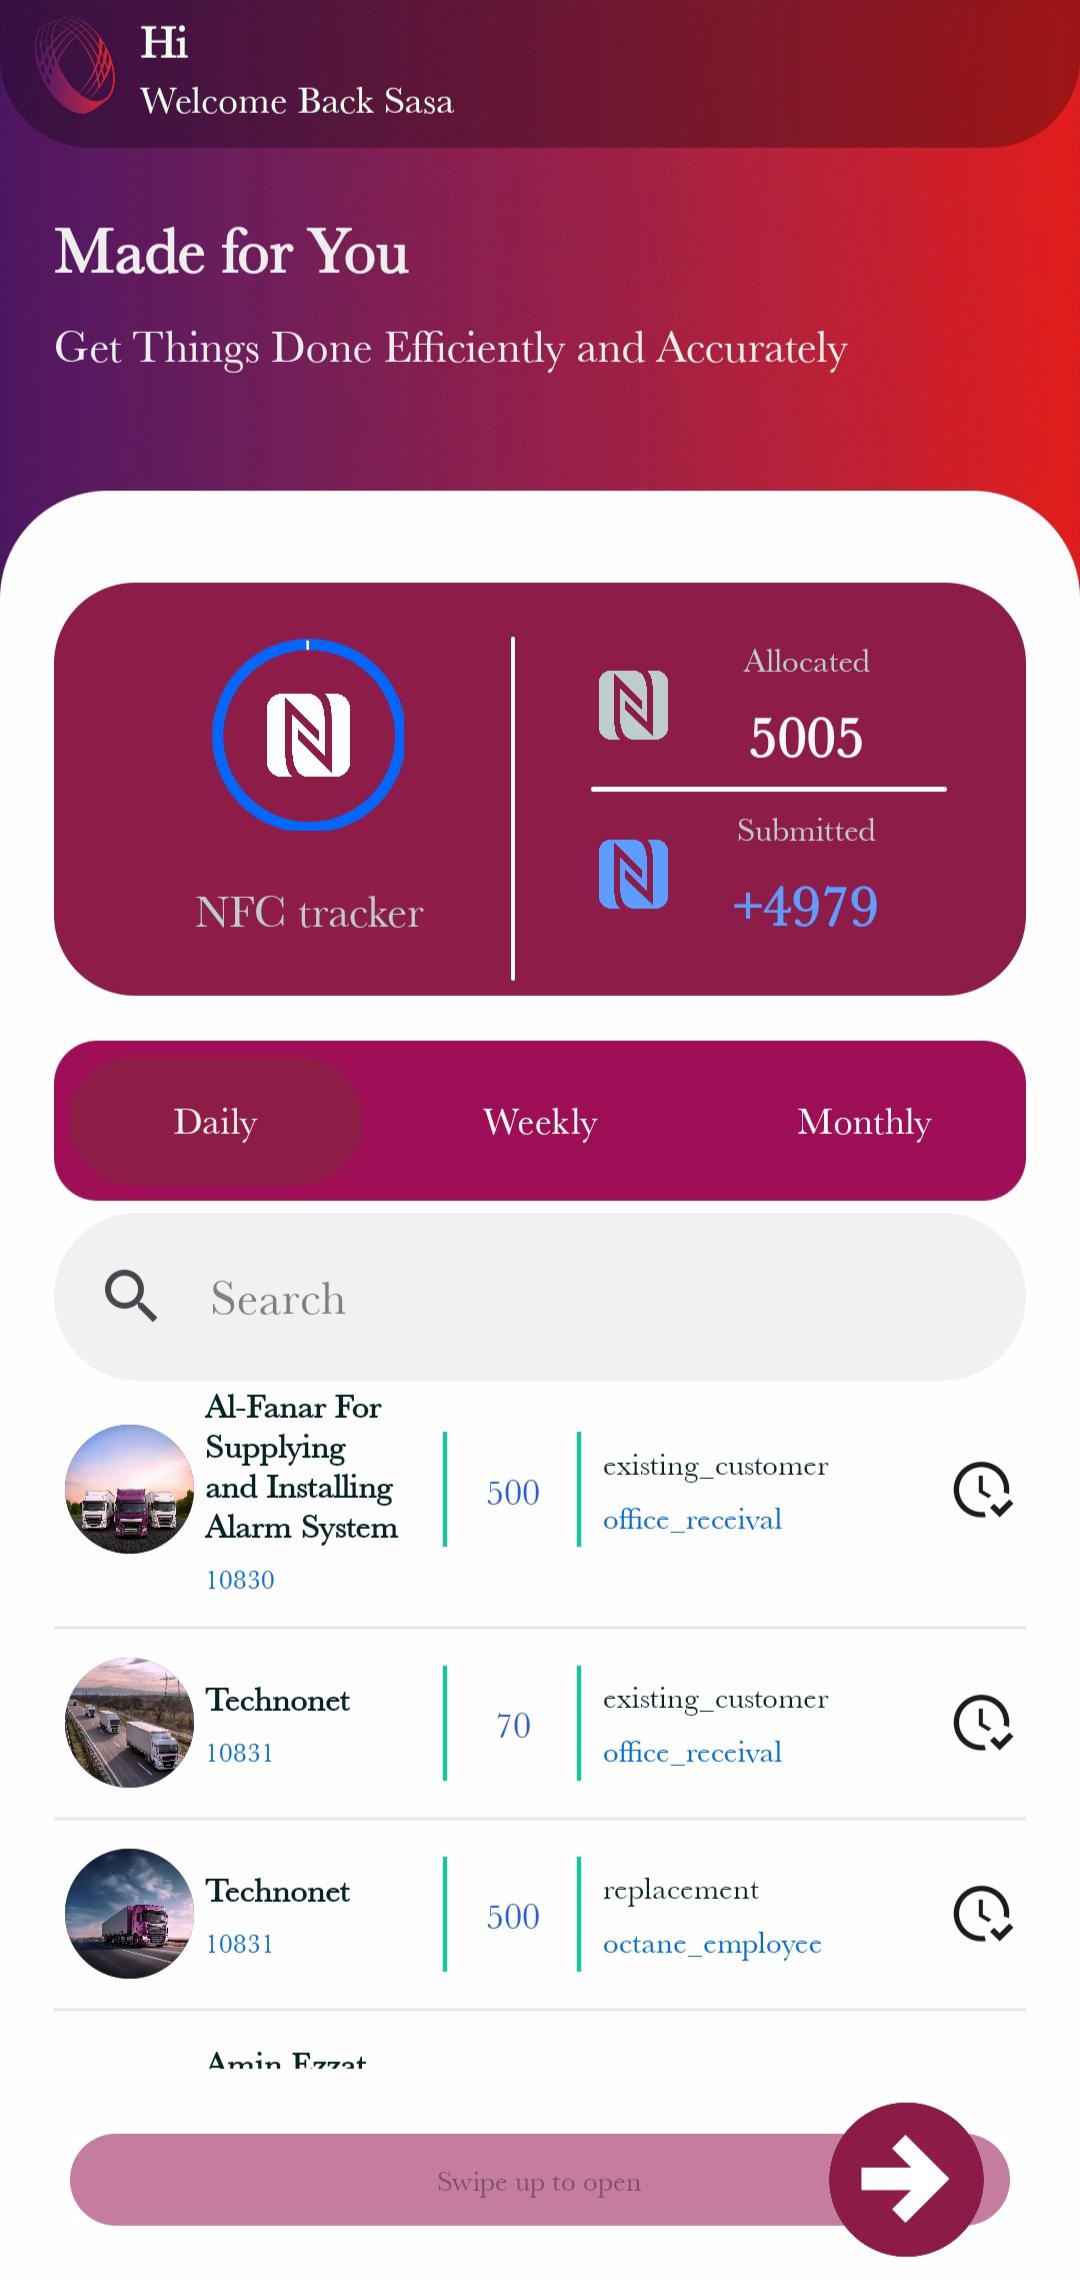 Hi
Welcome Back Sasa
Made for You
Get Things Done Efficiently and Accurately
NFC tracker
Allocated
5005
Submitted
+4979
Daily
Weekly
Monthly
Search
Al-Fanar For
Supplying
and Installing
Alarm System
10830
500
existing_customer
office_receival
Technonet
10831
70
existing_customer
office_receival
Technonet
10831
500
replacement
octane_employee
Amin Ezzat
Swipe up to open